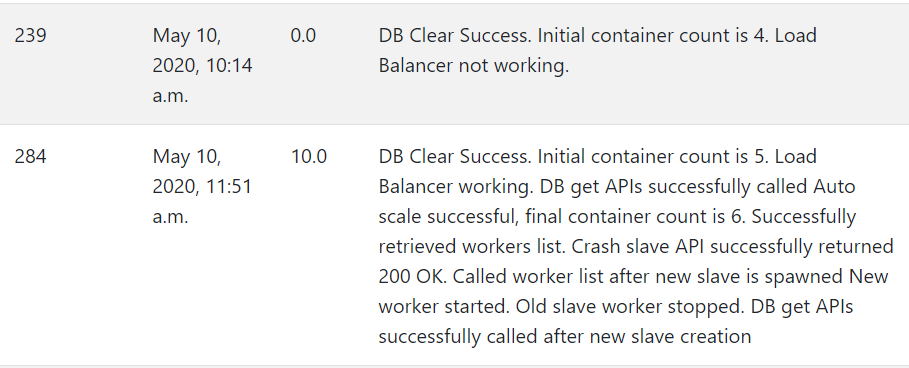 239 May 10, 0.0 DB Clear Success. Initial container count is 4. Load
2020, 10:14 Balancer not working.
a.m.
284 May 10, 10.0 DB Clear Success. Initial container count is 5. Load
2020, 11:51 Balancer working. DB get APIs successfully called Auto
a.m. scale successful, final container count is 6. Successfully
retrieved workers list. Crash slave API successfully returned
200 OK. Called worker list after new slave is spawned New
worker started. Old slave worker stopped. DB get APIs
successfully called after new slave creation